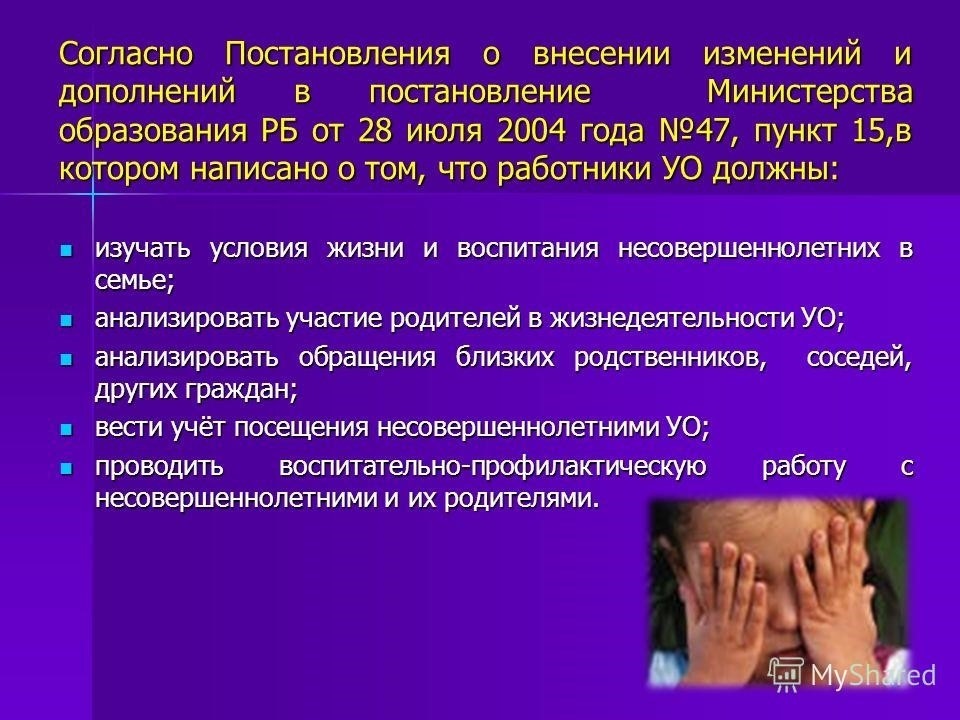 Согласно Постановления о внесении изменений и
дополнений в постановление Министерства
образования РБ от 28 июля 2004 года №47, пункт 15,в
котором написано о том, что работники УО должны:
изучать условия жизни и воспитания несовершеннолетних в
семье;
анализировать участие родителей в жизнедеятельности УО;
анализировать обращения близких родственников, соседей,
других граждан;
вести учёт посещения несовершеннолетними УО;
проводить воспитательно-профилактическую работу с
несовершеннолетними и их родителями.
MyShared